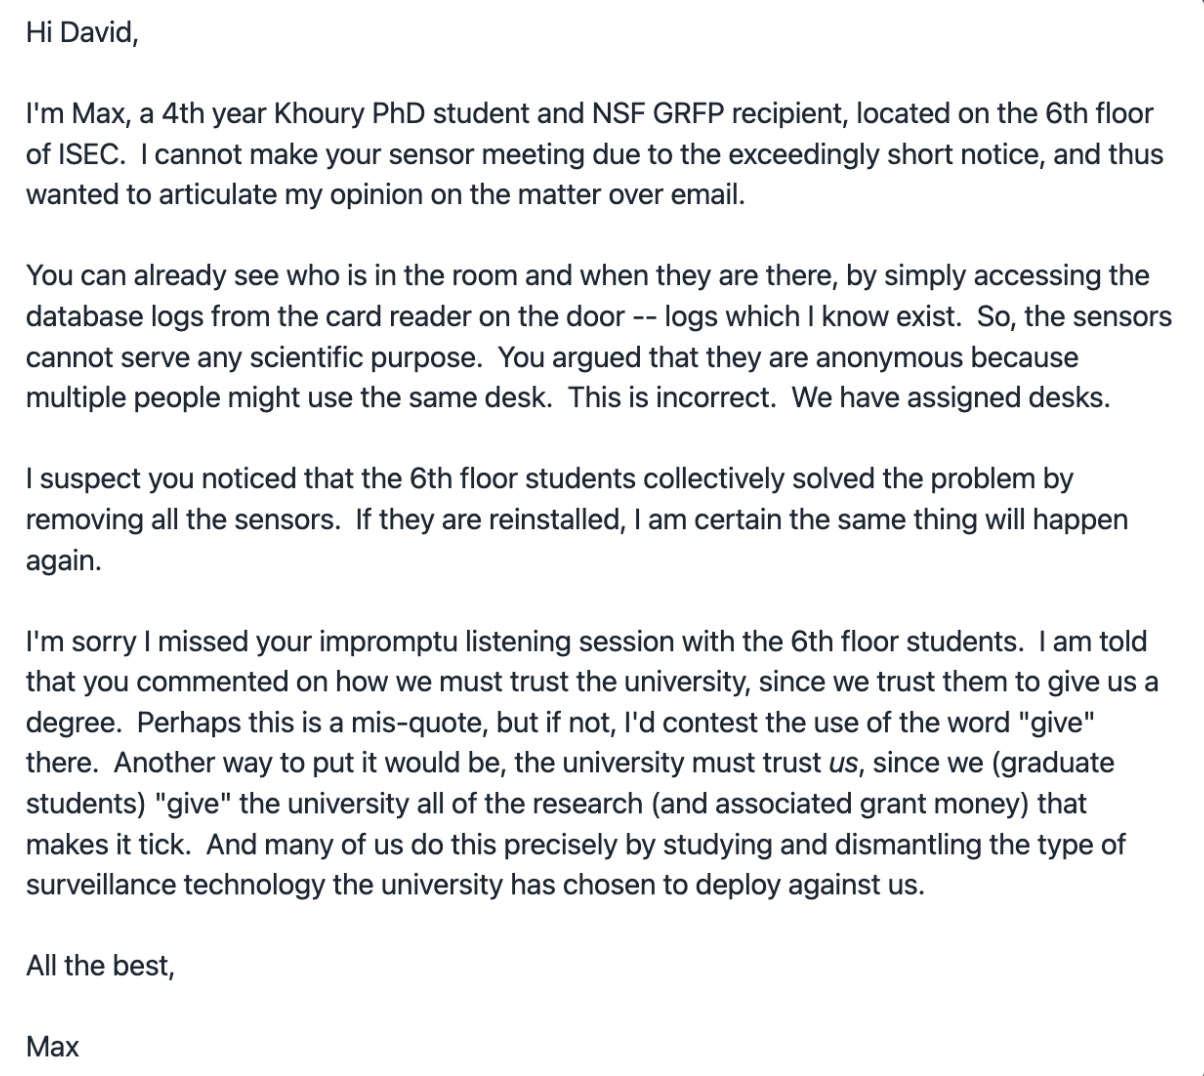 Hi David,
I'm Max, a 4th year Khoury PhD student and NSF GRFP recipient, located on the 6th floor
of ISEC.  I cannot make your sensor meeting due to the exceedingly short notice, and thus
wanted to articulate my opinion on the matter over email.
You can already see who is in the room and when they are there, by simply accessing the
database logs from the card reader on the door -- logs which I know exist.  So, the sensors
cannot serve any scientific purpose.  You argued that they are anonymous because
multiple people might use the same desk.  This is incorrect.  We have assigned desks.
I suspect you noticed that the 6th floor students collectively solved the problem by
removing all the sensors.  If they are reinstalled, I am certain the same thing will happen
again.
I'm sorry I missed your impromptu listening session with the 6th floor students.  I am told
that you commented on how we must trust the university, since we trust them to give us a
degree.  Perhaps this is a mis-quote, but if not, I'd contest the use of the word "give"
there.  Another way to put it would be, the university must trust us, since we (graduate
students) "give" the university all of the research (and associated grant money) that
makes it tick.  And many of us do this precisely by studying and dismantling the type of
surveillance technology the university has chosen to deploy against us.
All the best,
Max